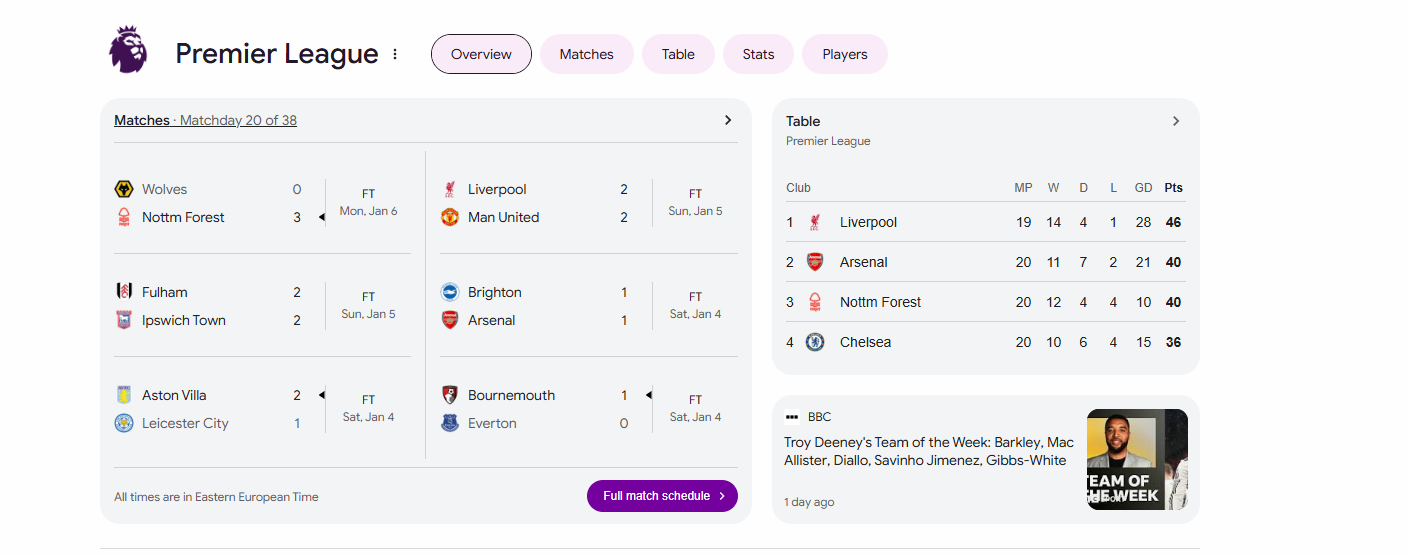 Premier League
Overview
Matches
Table
Stats
Players
Matches · Matchday 20 of 38
Wolves 0
Nottm Forest 3
FT
Mon, Jan 6
Liverpool 2
Man United 2
FT
Sun, Jan 5
Fulham 2
Ipswich Town 2
FT
Sun, Jan 5
Brighton 1
Arsenal 1
FT
Sat, Jan 4
Aston Villa 2
Leicester City 1
FT
Sat, Jan 4
Bournemouth 1
Everton 0
FT
Sat, Jan 4
All times are in Eastern European Time
Full match schedule
Table
Premier League
Club MP W D L GD Pts
1 Liverpool 19 14 4 1 28 46
2 Arsenal 20 11 7 2 21 40
3 Nottm Forest 20 12 4 4 10 40
4 Chelsea 20 10 6 4 15 36
BBC
Troy Deeney's Team of the Week: Barkley, Mac
Allister, Diallo, Savinho Jimenez, Gibbs-White
1 day ago
TEAM OF
THE WEEK